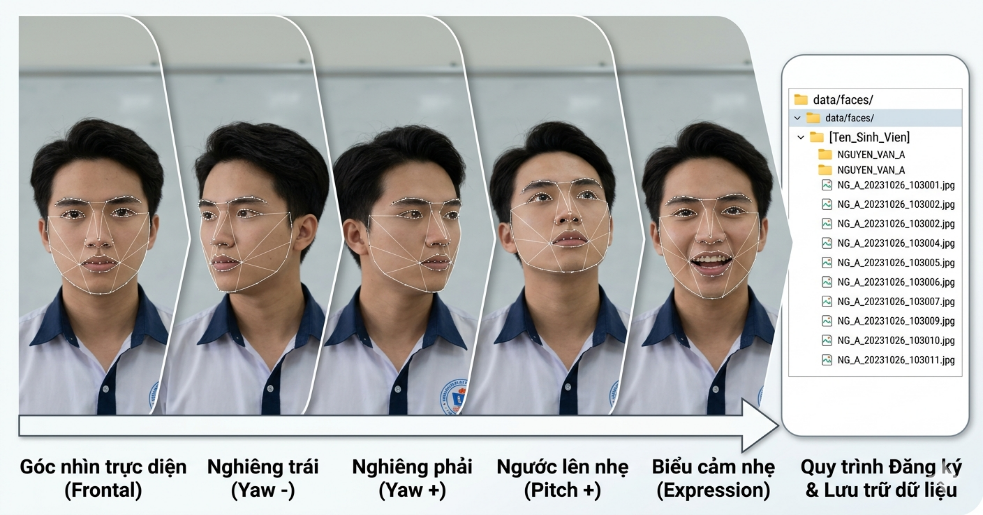 data/faces/
data/faces/
[Ten_Sinh_Vien]
NGUYEN_VAN_A
NGUYEN_VAN_A
NG_A_20231026_103001.jpg
NG_A_20231026_103002.jpg
NG_A_20231026_103002.jpg
NG_A_20231026_103004.jpg
NG_A_20231026_103005.jpg
NG_A_20231026_103006.jpg
NG_A_20231026_103007.jpg
NG_A_20231026_103009.jpg
NG_A_20231026_103010.jpg
NG_A_20231026_103011.jpg
Góc nhìn trực diện
(Frontal)
Nghiêng trái
(Yaw -)
Nghiêng phải
(Yaw +)
Ngước lên nhẹ
(Pitch +)
Biểu cảm nhẹ
(Expression)
Quy trình Đăng ký
& Lưu trữ dữ liệu